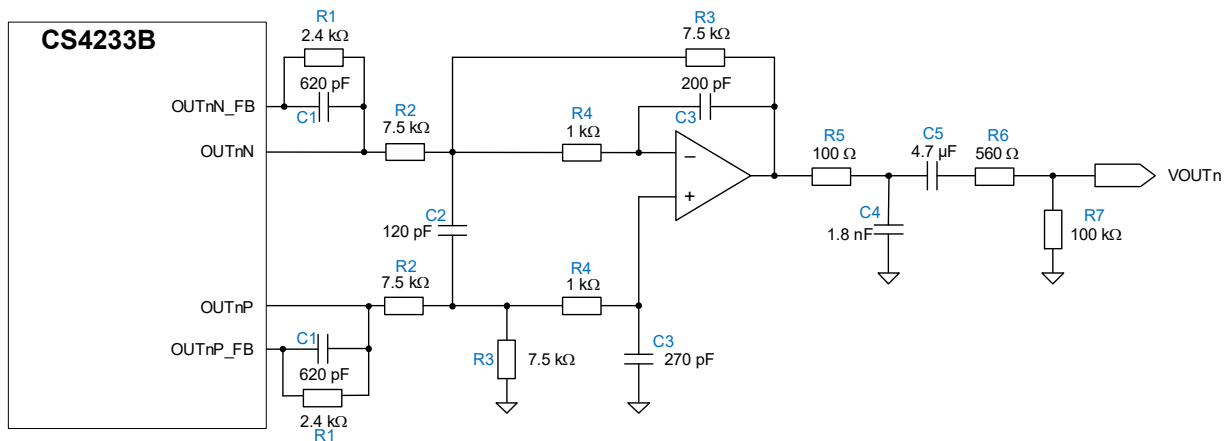 CS4233B
R1
2.4 kΩ
620 pF
C1
OUTnN_FB
OUTnN
R2
7.5 kΩ
R3
7.5 kΩ
200 pF
C3
R4
1 kΩ
−
+
R5
100 Ω
C5
4.7 µF
R6
560 Ω
VOUTn
C4
1.8 nF
R7
100 kΩ
C2
120 pF
R2
7.5 kΩ
R4
1 kΩ
OUTnP
OUTnP_FB
C1
620 pF
2.4 kΩ
R1
R3
7.5 kΩ
C3
270 pF